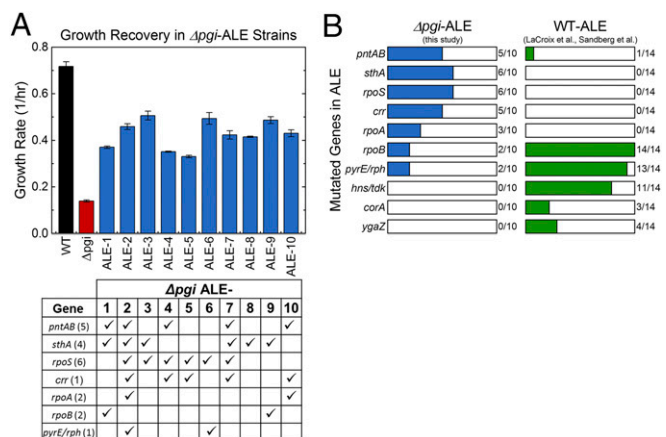 A
Growth Recovery in Δpgi-ALE Strains
Growth Rate (1/hr)
0.8
0.6
0.4
0.2
0.0
WT
Δpgi
ALE-1
ALE-2
ALE-3
ALE-4
ALE-5
ALE-6
ALE-7
ALE-8
ALE-9
ALE-10
Δpgi ALE-
Gene 1 2 3 4 5 6 7 8 9 10
pntAB (5) ✓ ✓ ✓ ✓ ✓
sthA (4) ✓ ✓ ✓ ✓ ✓ ✓
rpoS (6) ✓ ✓ ✓ ✓ ✓ ✓
crr (1) ✓ ✓ ✓ ✓ ✓
rpoA (2) ✓ ✓
rpoB (2) ✓ ✓
pyrE/rph (1) ✓ ✓
B
Δpgi-ALE
(this study)
WT-ALE
(LaCroix et al., Sandberg et al.)
Mutated Genes in ALE
pntAB 5/10 1/14
sthA 6/10 0/14
rpoS 6/10 0/14
crr 5/10 0/14
rpoA 3/10 0/14
rpoB 2/10 14/14
pyrE/rph 2/10 13/14
hns/tdk 0/10 11/14
corA 0/10 3/14
ygaZ 0/10 4/14